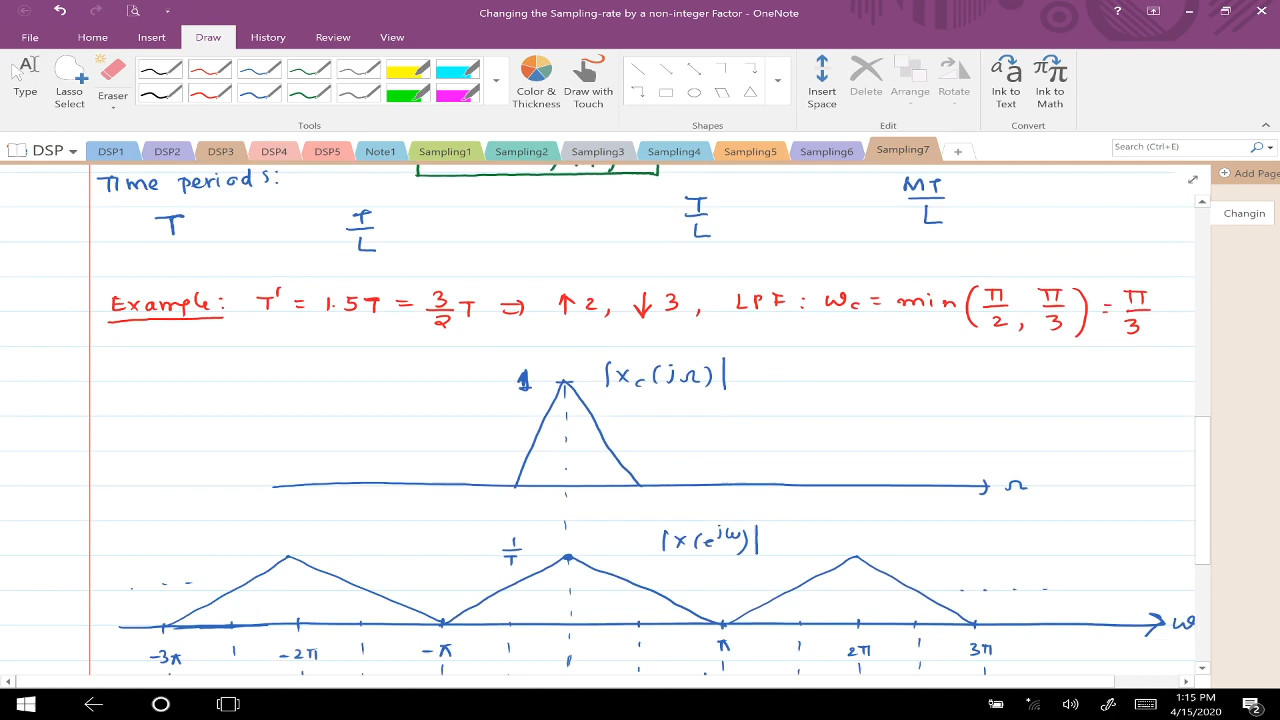 Changing the Sampling-rate by a non-integer Factor - OneNote
File Home Insert Draw History Review View
Type
Lasso Select
Eraser
Color & Thickness
Draw with Touch
Insert Space
Delete
Arrange
Rotate
Ink to Text
Ink to Math
Tools Shapes Edit Convert
DSP DSP1 DSP2 DSP3 DSP4 DSP5 Note1 Sampling1 Sampling2 Sampling3 Sampling4 Sampling5 Sampling6 Sampling7 +
Search (Ctrl+E)
Add Page
Changin
Time periods:
T T/L T/L MT/L
Example: T' = 1.5T = 3/2 T ⇒ ↑2, ↓3, LPF: ωc = min(π/2, π/3) = π/3
1 |Xc(jΩ)|
Ω
1/T |X(e^jω)|
ω
-3π -2π -π π 2π 3π
1:15 PM
4/15/2020
2